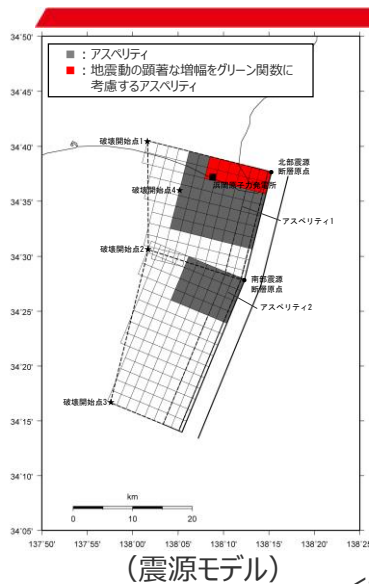 ■ : アスペリティ
■ : 地震動の顕著な増幅をグリーン関数に
考慮するアスペリティ
34˚50'
34˚45'
34˚40'
34˚35'
34˚30'
34˚25'
34˚20'
34˚15'
34˚10'
34˚05'
破壊開始点1
北部震源
断層原点
浜岡原子力発電所
破壊開始点4
アスペリティ1
破壊開始点2
南部震源
断層原点
アスペリティ2
破壊開始点3
km
0 10 20
137˚50' 137˚55' 138˚00' 138˚05' 138˚10' 138˚15' 138˚20' 138˚25'
(震源モデル)